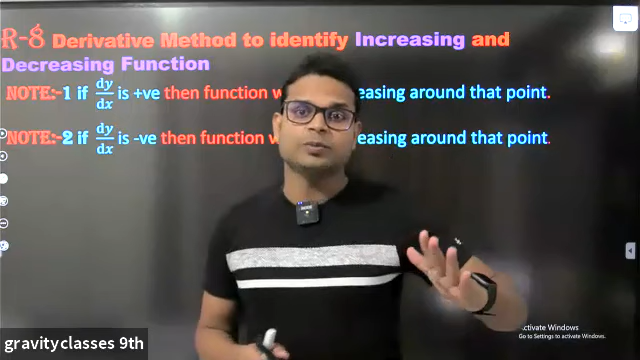 R-8 Derivative Method to identify Increasing and
Decreasing Function
NOTE:-1 if dy/dx is +ve then function w easing around that point.
NOTE:-2 if dy/dx is -ve then function w easing around that point.
Activate Windows
Go to Settings to activate Windows.
gravityclasses 9th